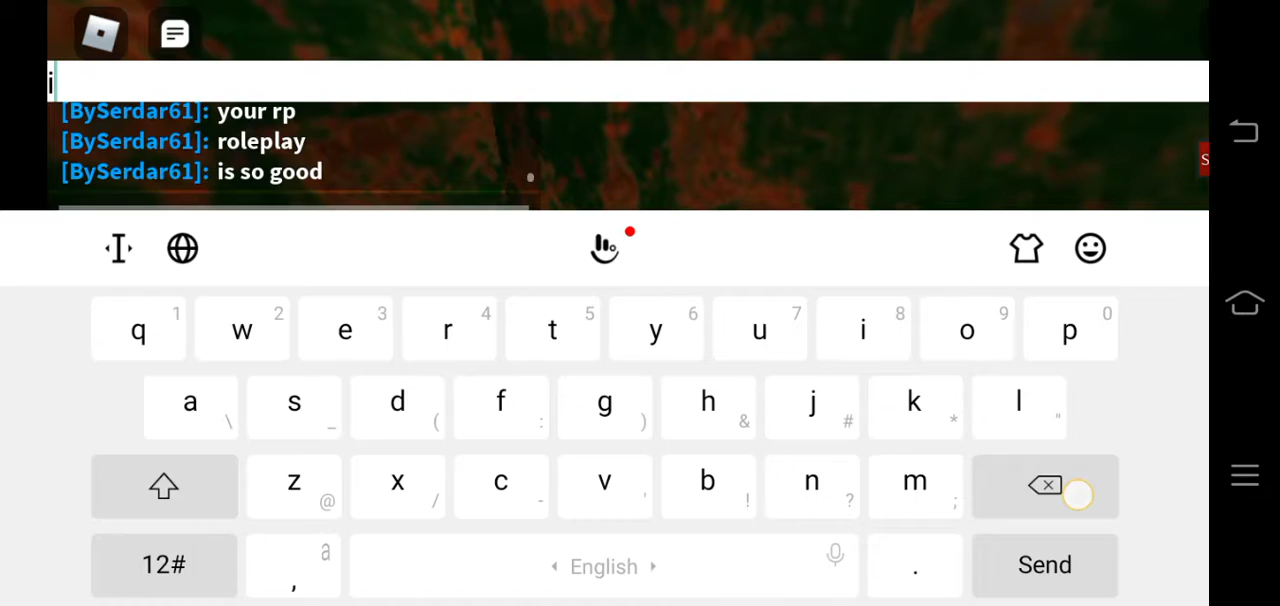 i
[BySerdar61]: your rp
[BySerdar61]: roleplay
[BySerdar61]: is so good
S
1 2 3 4 5 6 7 8 9 0
q w e r t y u i o p
a s d f g h j k l
\ _ ( : ) & # * "
z x c v b n m
@ / - ' ! ? ;
a
12# , English . Send